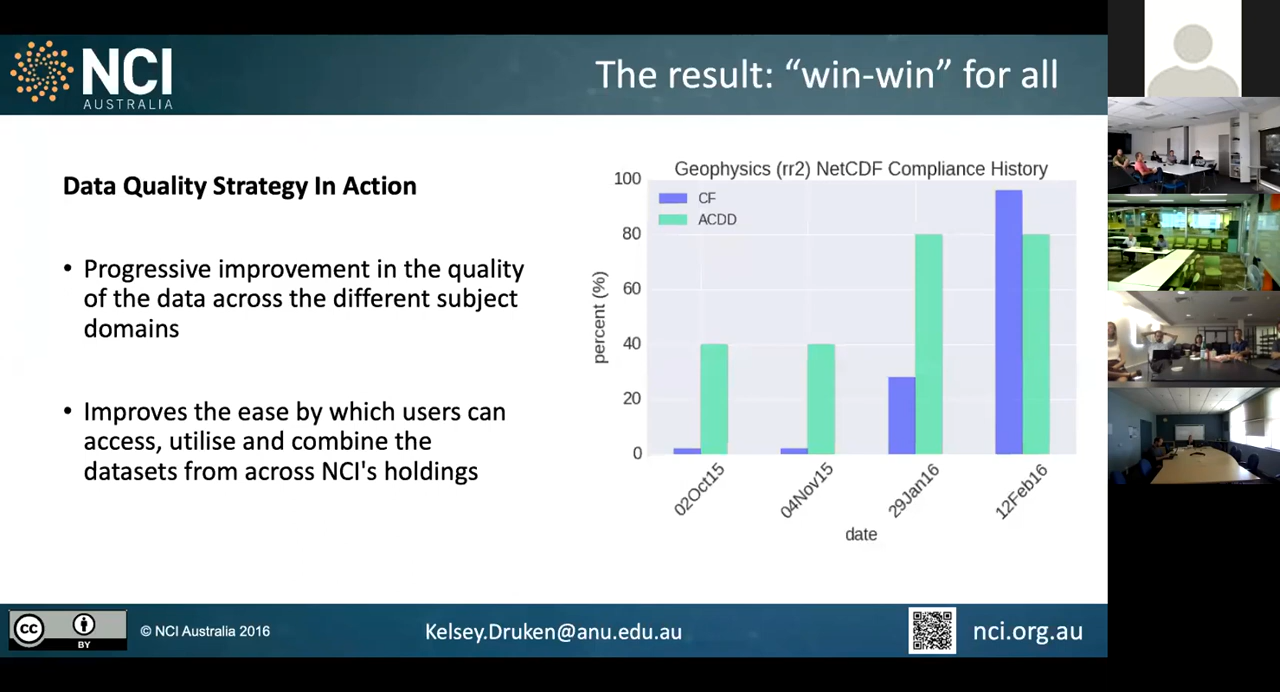 NCI
AUSTRALIA
The result: “win-win” for all
Data Quality Strategy In Action
• Progressive improvement in the quality
of the data across the different subject
domains
• Improves the ease by which users can
access, utilise and combine the
datasets from across NCI's holdings
Geophysics (rr2) NetCDF Compliance History
CF
ACDD
100
80
60
40
20
0
percent (%)
02Oct15
04Nov15
29Jan16
12Feb16
date
cc
BY
© NCI Australia 2016
Kelsey.Druken@anu.edu.au
nci.org.au